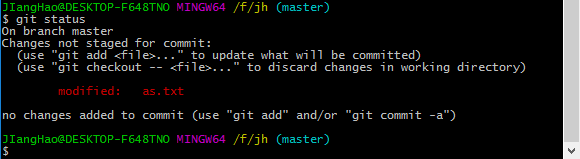 JIangHao@DESKTOP-F648TNO MINGW64 /f/jh (master)
$ git status
On branch master
Changes not staged for commit:
  (use "git add <file>..." to update what will be committed)
  (use "git checkout -- <file>..." to discard changes in working directory)
        modified:   as.txt
no changes added to commit (use "git add" and/or "git commit -a")
JIangHao@DESKTOP-F648TNO MINGW64 /f/jh (master)
$